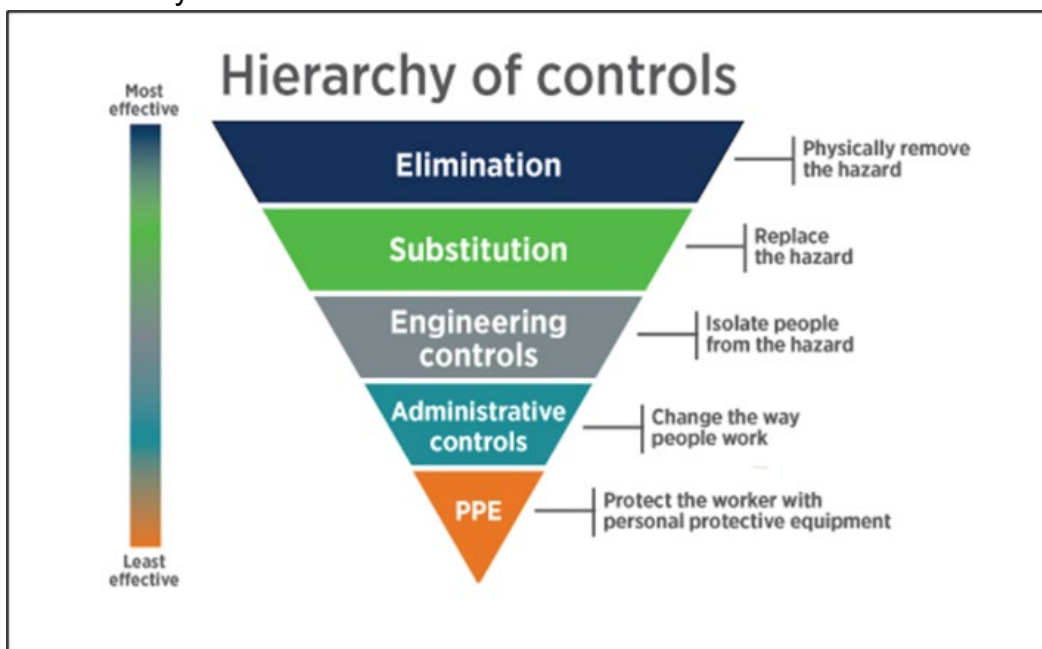 Hierarchy of controls
Most
effective
Elimination
Physically remove
the hazard
Substitution
Replace
the hazard
Engineering
controls
Isolate people
from the hazard
Administrative
controls
Change the way
people work
PPE
Protect the worker with
personal protective equipment
Least
effective